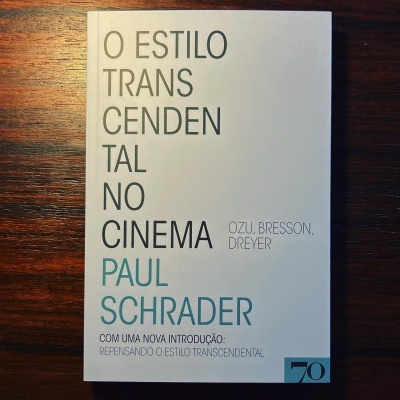 O ESTILO
TRANS
CENDEN
TAL
NO
CINEMA
OZU, BRESSON,
DREYER
PAUL
SCHRADER
COM UMA NOVA INTRODUÇÃO:
REPENSANDO O ESTILO TRANSCENDENTAL
70